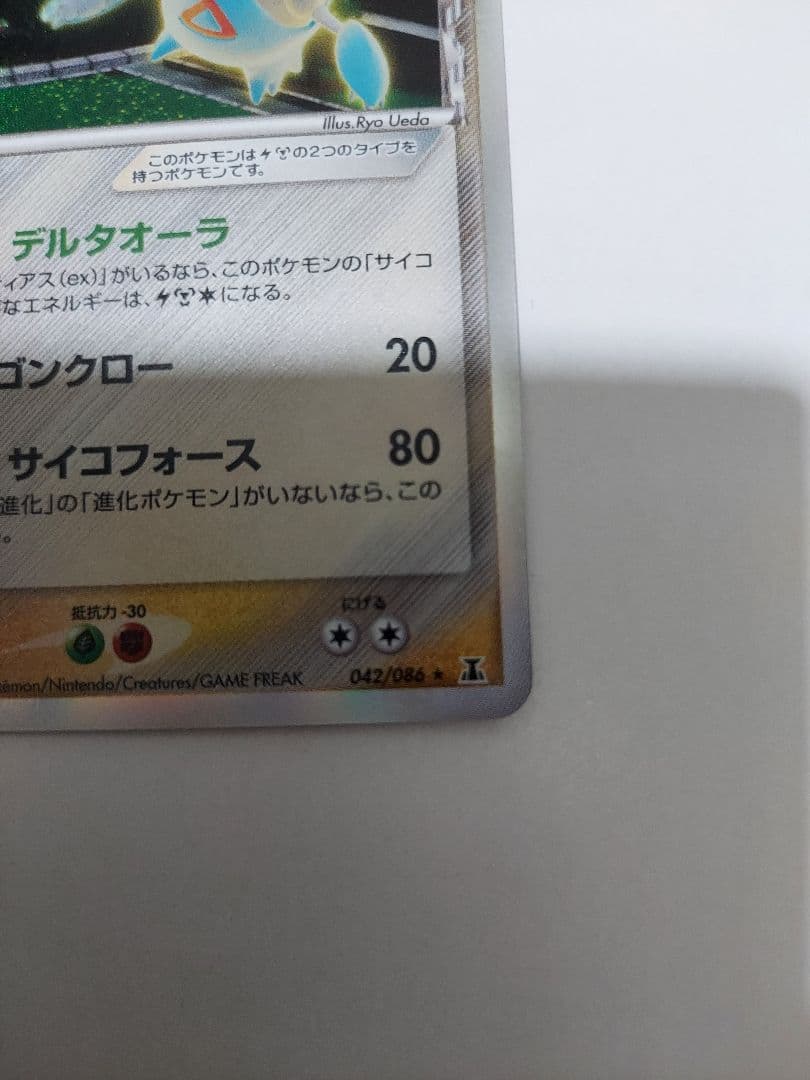 Illus.Ryo Ueda
このポケモンはの2つのタイプを
持つポケモンです。
デルタオーラ
ィアス(ex)」がいるなら、このポケモンの「サイコ
なエネルギーは、になる。
ゴンクロー 20
サイコフォース 80
進化」の「進化ポケモン」がいないなら、この
。
抵抗力 -30 にげる
émon/Nintendo/Creatures/GAME FREAK 042/086 ★